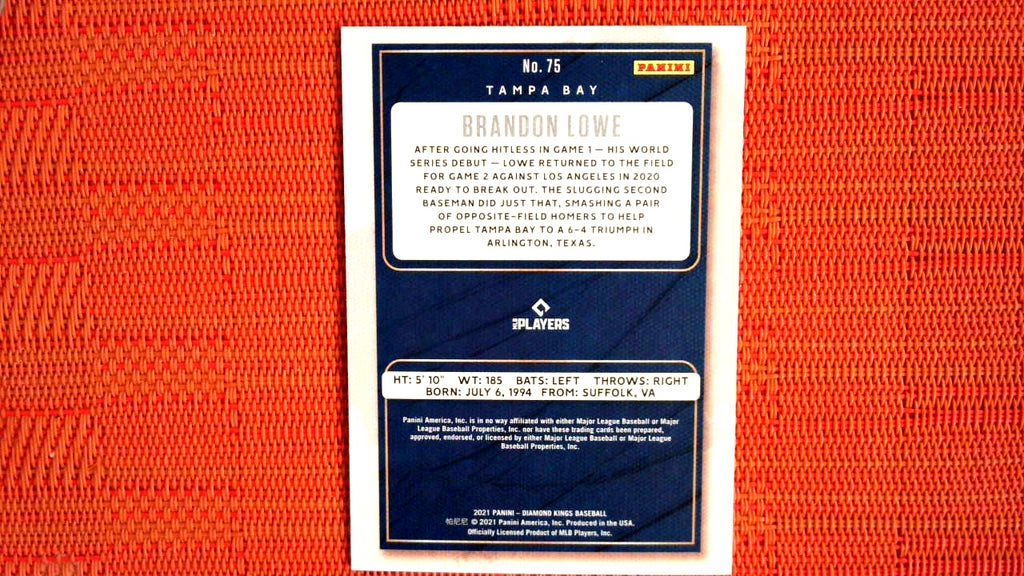 No. 75
PANINI
TAMPA BAY
BRANDON LOWE
AFTER GOING HITLESS IN GAME 1 — HIS WORLD
SERIES DEBUT — LOWE RETURNED TO THE FIELD
FOR GAME 2 AGAINST LOS ANGELES IN 2020
READY TO BREAK OUT. THE SLUGGING SECOND
BASEMAN DID JUST THAT, SMASHING A PAIR
OF OPPOSITE-FIELD HOMERS TO HELP
PROPEL TAMPA BAY TO A 6-4 TRIUMPH IN
ARLINGTON, TEXAS.
MLB PLAYERS
HT: 5' 10" WT: 185 BATS: LEFT THROWS: RIGHT
BORN: JULY 6, 1994 FROM: SUFFOLK, VA
Panini America, Inc. is in no way affiliated with either Major League Baseball or Major
League Baseball Properties, Inc. nor have these trading cards been prepared,
approved, endorsed, or licensed by either Major League Baseball or Major League
Baseball Properties, Inc.
2021 PANINI – DIAMOND KINGS BASEBALL
帕尼尼 © 2021 Panini America, Inc. Produced in the USA.
Officially Licensed Product of MLB Players, Inc.